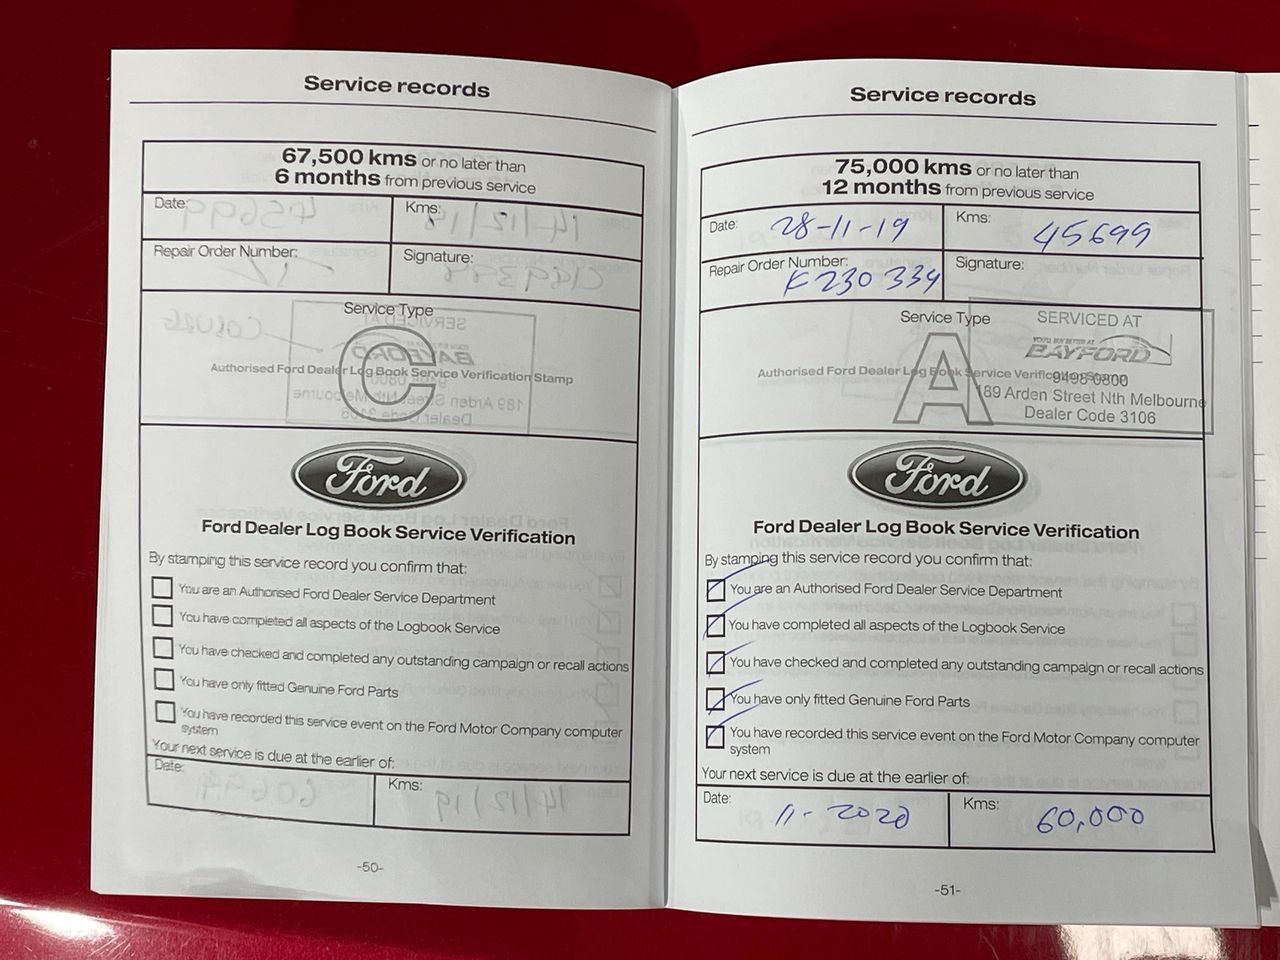 Service records
67,500 kms or no later than
6 months from previous service
Date:
Kms:
Repair Order Number:
Signature:
Service Type
C
Authorised Ford Dealer Log Book Service Verification Stamp
Ford
Ford Dealer Log Book Service Verification
By stamping this service record you confirm that:
You are an Authorised Ford Dealer Service Department
You have completed all aspects of the Logbook Service
You have checked and completed any outstanding campaign or recall actions
You have only fitted Genuine Ford Parts
You have recorded this service event on the Ford Motor Company computer
system
Your next service is due at the earlier of:
Date:
Kms:
-50-
Service records
75,000 kms or no later than
12 months from previous service
Date: 28-11-19
Kms: 45699
Repair Order Number: F230 334
Signature:
Service Type
A
Authorised Ford Dealer Log Book Service
SERVICED AT
YOU'LL BUY BETTER AT
BAYFORD
9498 0800
189 Arden Street Nth Melbourne
Dealer Code 3106
Ford
Ford Dealer Log Book Service Verification
By stamping this service record you confirm that:
You are an Authorised Ford Dealer Service Department
You have completed all aspects of the Logbook Service
You have checked and completed any outstanding campaign or recall actions
You have only fitted Genuine Ford Parts
You have recorded this service event on the Ford Motor Company computer
system
Your next service is due at the earlier of:
Date: 11-2020
Kms: 60,000
-51-